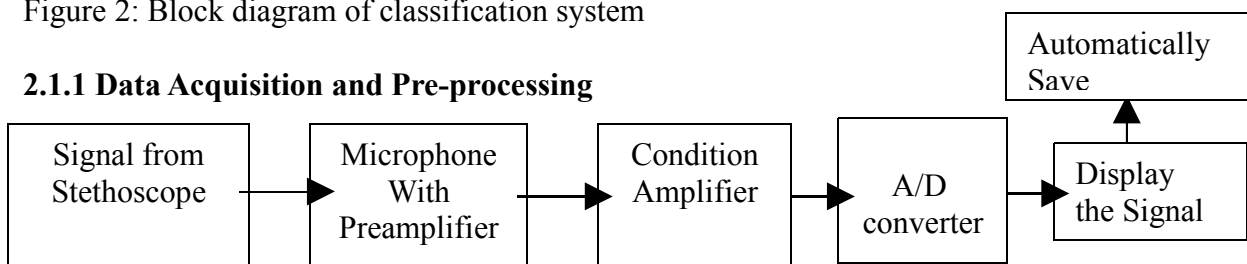 Figure 2: Block diagram of classification system
2.1.1 Data Acquisition and Pre-processing
Automatically
Save
Signal from
Stethoscope
Microphone
With
Preamplifier
Condition
Amplifier
A/D
converter
Display
the Signal